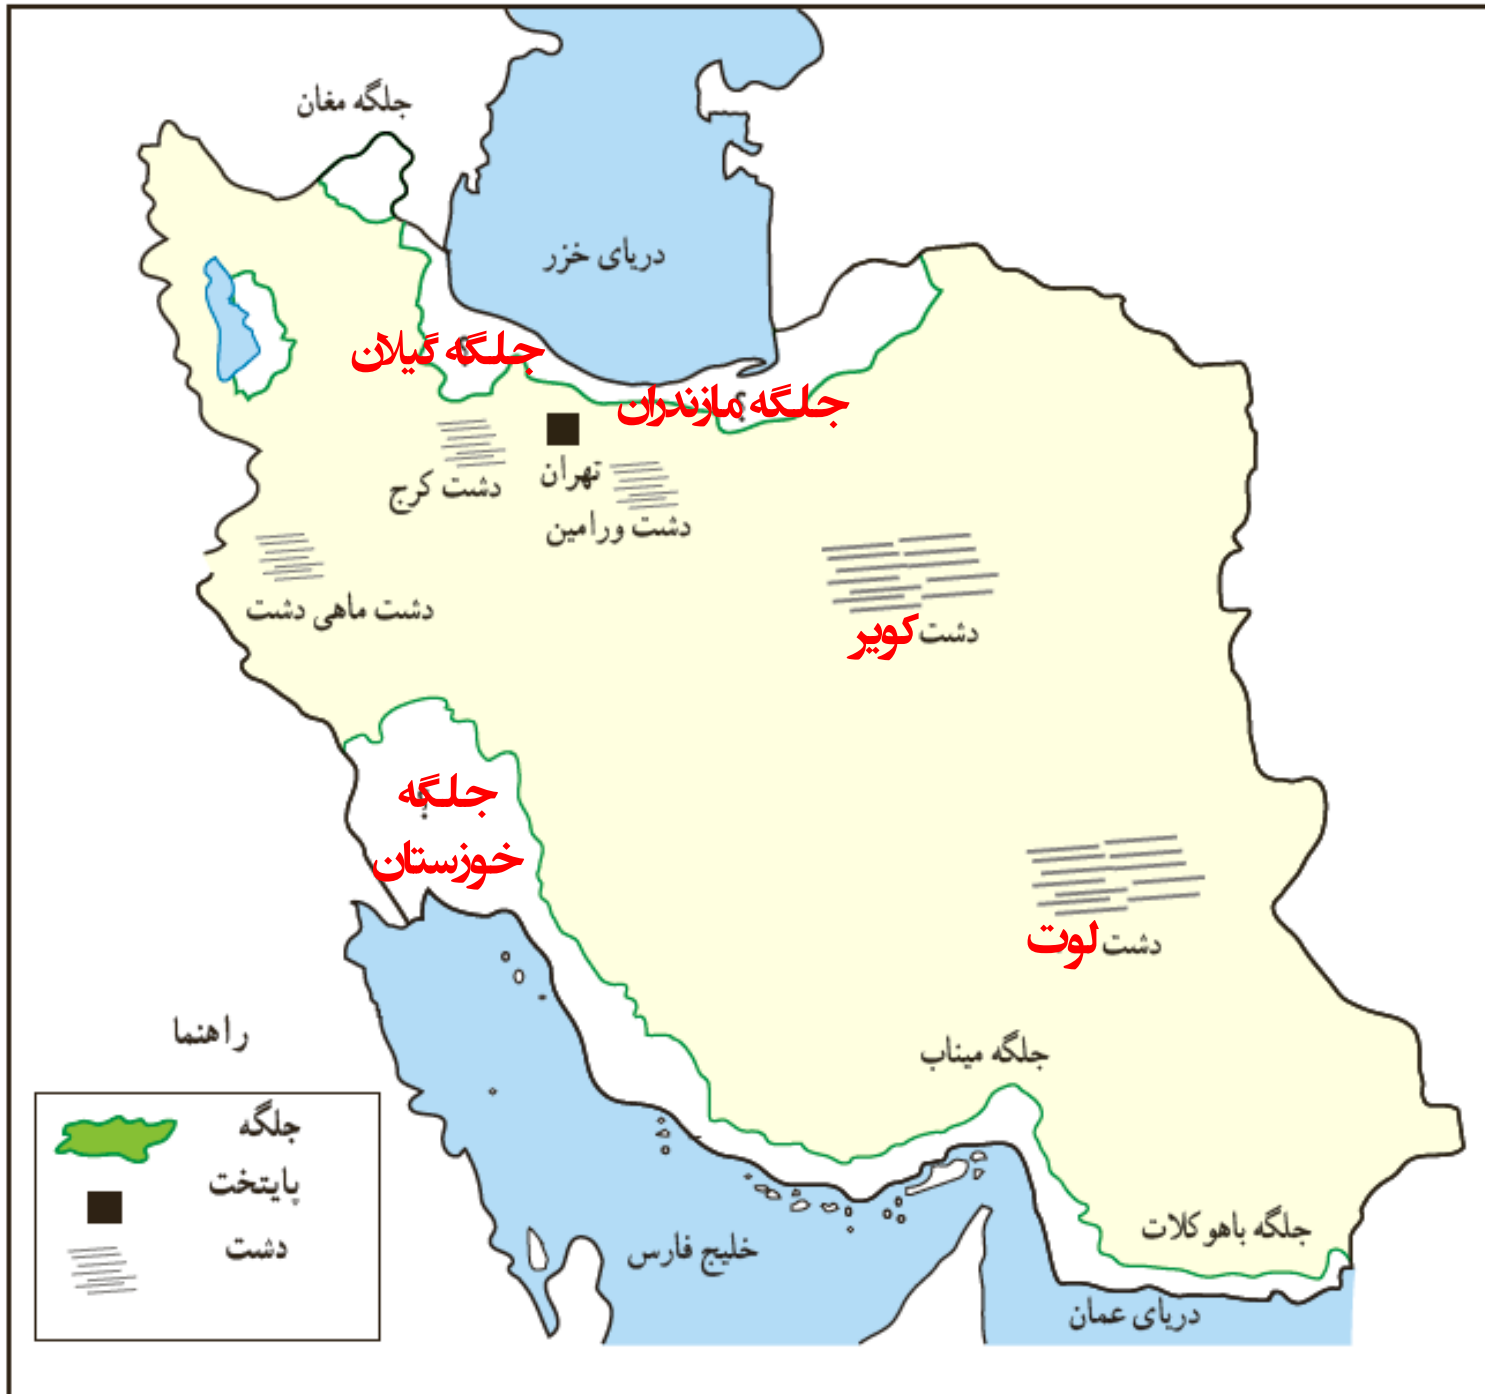 جلگه مغان
دریای خزر
جلگه گیلان
جلگه مازندران
تهران
دشت کرج
دشت ورامین
دشت ماهی دشت
دشت کویر
جلگه
خوزستان
دشت لوت
جلگه میناب
جلگه باهو کلات
خلیج فارس
دریای عمان
راهنما
جلگه
پایتخت
دشت